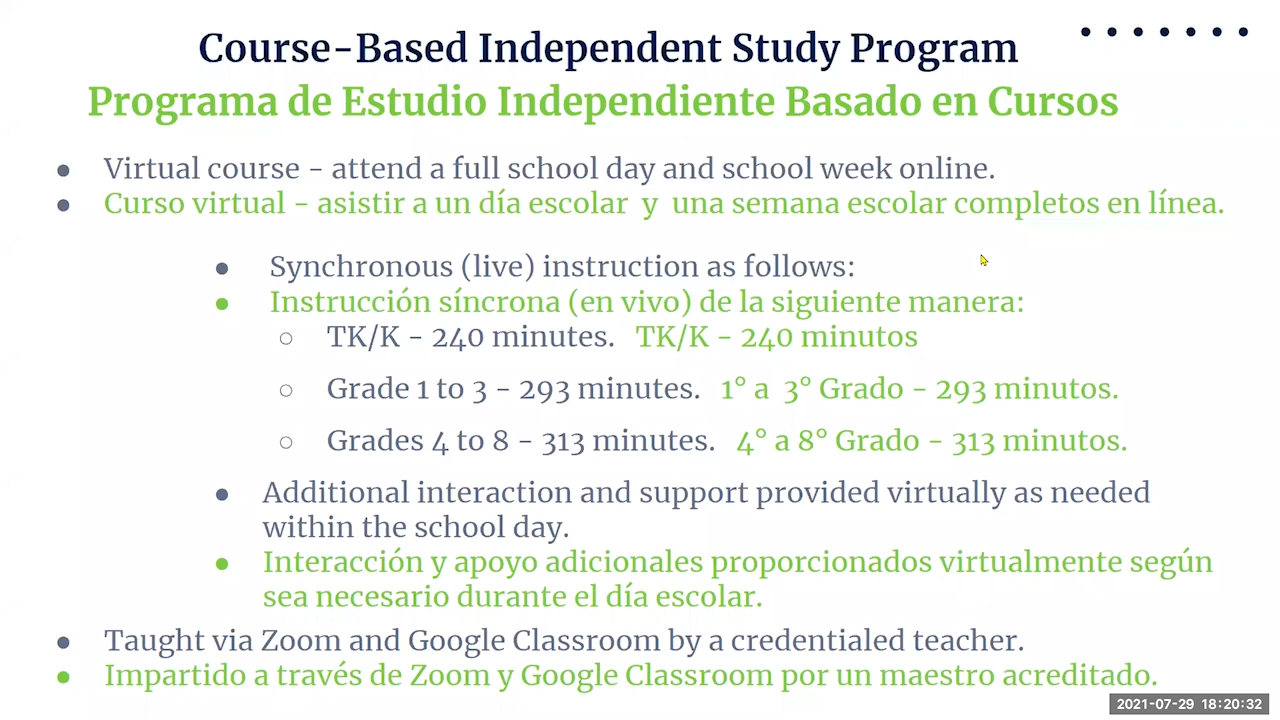 Course-Based Independent Study Program
Programa de Estudio Independiente Basado en Cursos
● Virtual course - attend a full school day and school week online.
● Curso virtual - asistir a un día escolar y una semana escolar completos en línea.
● Synchronous (live) instruction as follows:
● Instrucción síncrona (en vivo) de la siguiente manera:
○ TK/K - 240 minutes. TK/K - 240 minutos
○ Grade 1 to 3 - 293 minutes. 1° a 3° Grado - 293 minutos.
○ Grades 4 to 8 - 313 minutes. 4° a 8° Grado - 313 minutos.
● Additional interaction and support provided virtually as needed
within the school day.
● Interacción y apoyo adicionales proporcionados virtualmente según
sea necesario durante el día escolar.
● Taught via Zoom and Google Classroom by a credentialed teacher.
● Impartido a través de Zoom y Google Classroom por un maestro acreditado.
2021-07-29 18:20:32